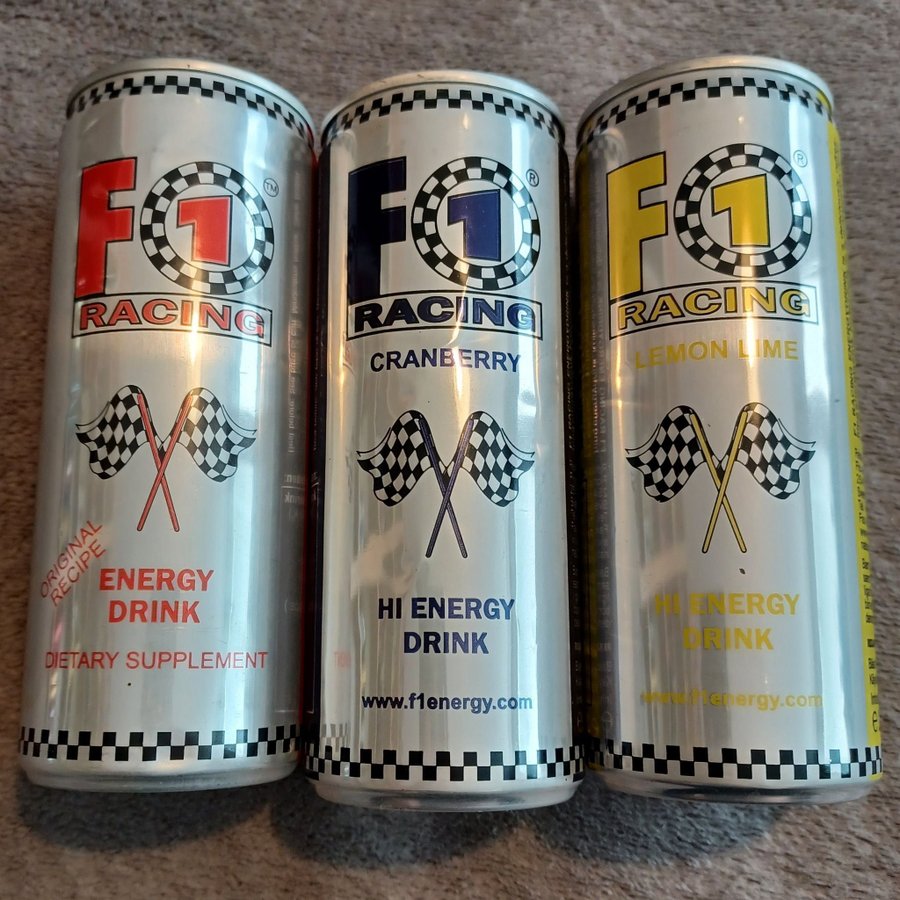 F1
TM
RACING
ORIGINAL
RECIPE
ENERGY
DRINK
DIETARY SUPPLEMENT
F1
®
RACING
CRANBERRY
HI ENERGY
DRINK
www.f1energy.com
F1
®
RACING
LEMON LIME
HI ENERGY
DRINK
www.f1energy.com